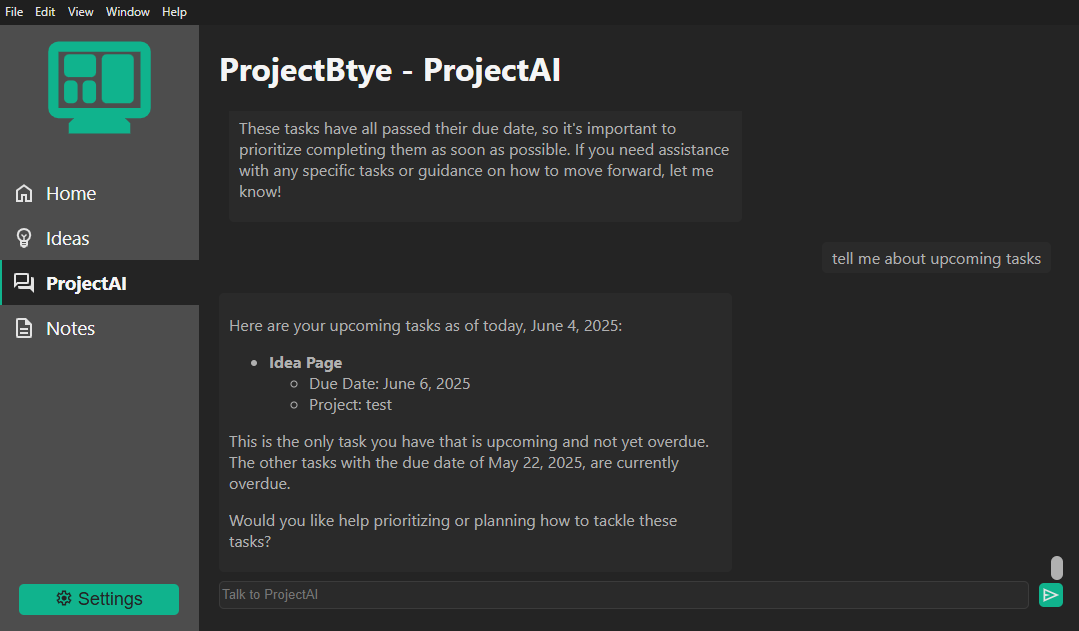 File Edit View Window Help
ProjectBtye - ProjectAI
Home
Ideas
ProjectAI
Notes
Settings
These tasks have all passed their due date, so it's important to
prioritize completing them as soon as possible. If you need assistance
with any specific tasks or guidance on how to move forward, let me
know!
tell me about upcoming tasks
Here are your upcoming tasks as of today, June 4, 2025:
• Idea Page
○ Due Date: June 6, 2025
○ Project: test
This is the only task you have that is upcoming and not yet overdue.
The other tasks with the due date of May 22, 2025, are currently
overdue.
Would you like help prioritizing or planning how to tackle these
tasks?
Talk to ProjectAI